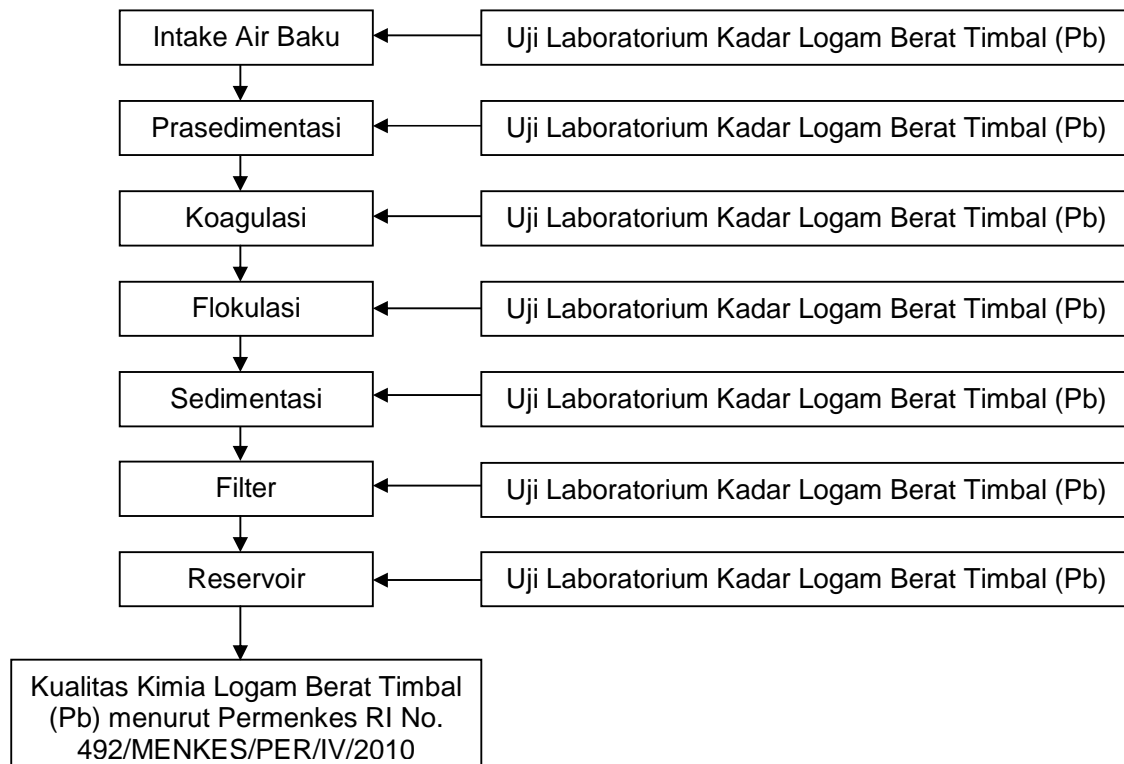 Intake Air Baku
Uji Laboratorium Kadar Logam Berat Timbal (Pb)
Prasedimentasi
Uji Laboratorium Kadar Logam Berat Timbal (Pb)
Koagulasi
Uji Laboratorium Kadar Logam Berat Timbal (Pb)
Flokulasi
Uji Laboratorium Kadar Logam Berat Timbal (Pb)
Sedimentasi
Uji Laboratorium Kadar Logam Berat Timbal (Pb)
Filter
Uji Laboratorium Kadar Logam Berat Timbal (Pb)
Reservoir
Uji Laboratorium Kadar Logam Berat Timbal (Pb)
Kualitas Kimia Logam Berat Timbal
(Pb) menurut Permenkes RI No.
492/MENKES/PER/IV/2010